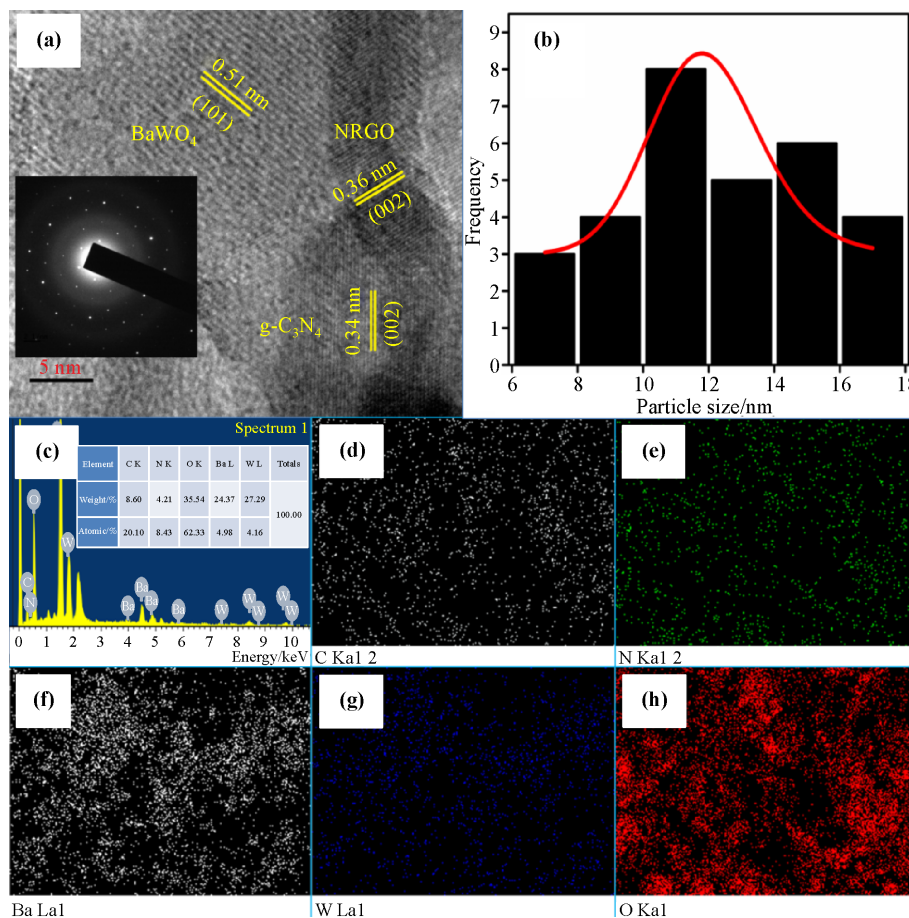 (a)
0.51 nm
(101)
BaWO₄
NRGO
0.36 nm
(002)
g-C₃N₄
0.34 nm
(002)
5 nm
(b)
Frequency
9
8
7
6
5
4
3
2
1
0
6 8 10 12 14 16 18
Particle size/nm
(c)
Spectrum 1
Element C K N K O K Ba L W L Totals
Weight/% 8.60 4.21 35.54 24.37 27.29 100.00
Atomic/% 20.10 8.43 62.33 4.98 4.16
O
W
C
N
Ba
Ba
Ba
Ba
W
W
W
W
W
0 1 2 3 4 5 6 7 8 9 10
Energy/keV
(d)
C Ka1 2
(e)
N Ka1 2
(f)
Ba La1
(g)
W La1
(h)
O Ka1